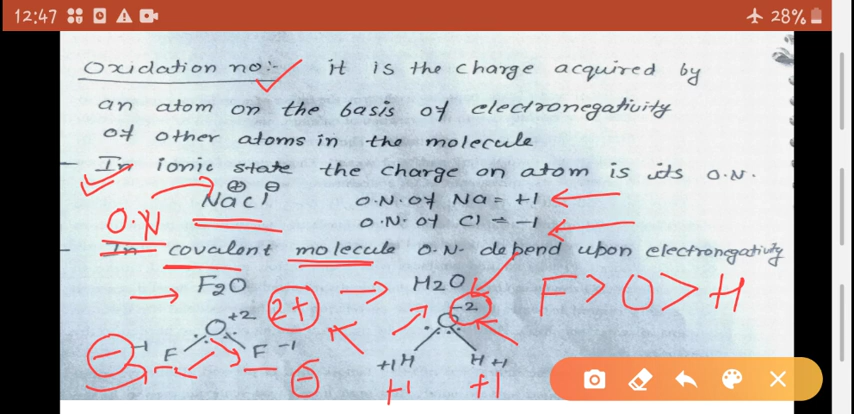 12:47 28%
Oxidation no:- it is the charge acquired by
an atom on the basis of electronegativity
of other atoms in the molecule
- In ionic state the charge on atom is its O.N.
⊕ ⊖
NaCl O.N. of Na = +1
O.N
O.N. of Cl = -1
- In covalent molecule O.N. depend upon electronegativity
F2O H2O
F > O > H
2+
+2 -2
O O
-1 F F -1
+1 H H +1
+1 +1